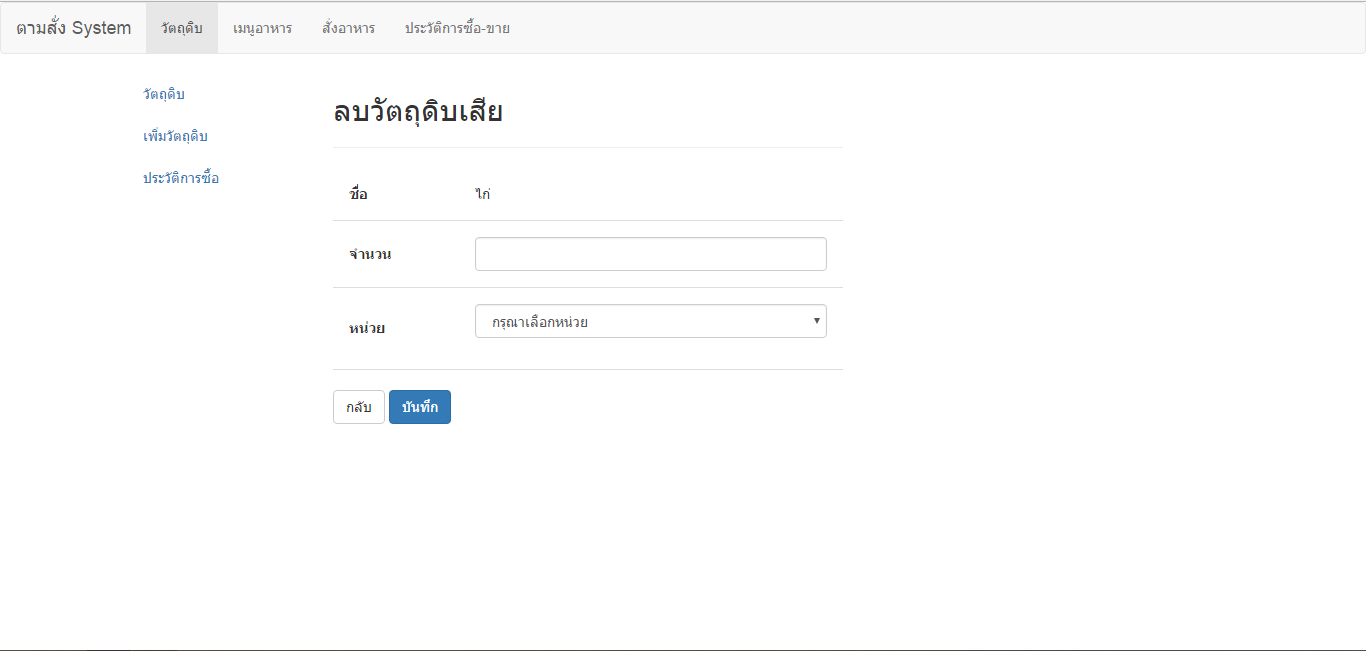 ตามสั่ง System วัตถุดิบ เมนูอาหาร สั่งอาหาร ประวัติการซื้อ-ขาย
วัตถุดิบ
เพิ่มวัตถุดิบ
ประวัติการซื้อ
ลบวัตถุดิบเสีย
ชื่อ ไก่
จำนวน
หน่วย กรุณาเลือกหน่วย
กลับ บันทึก